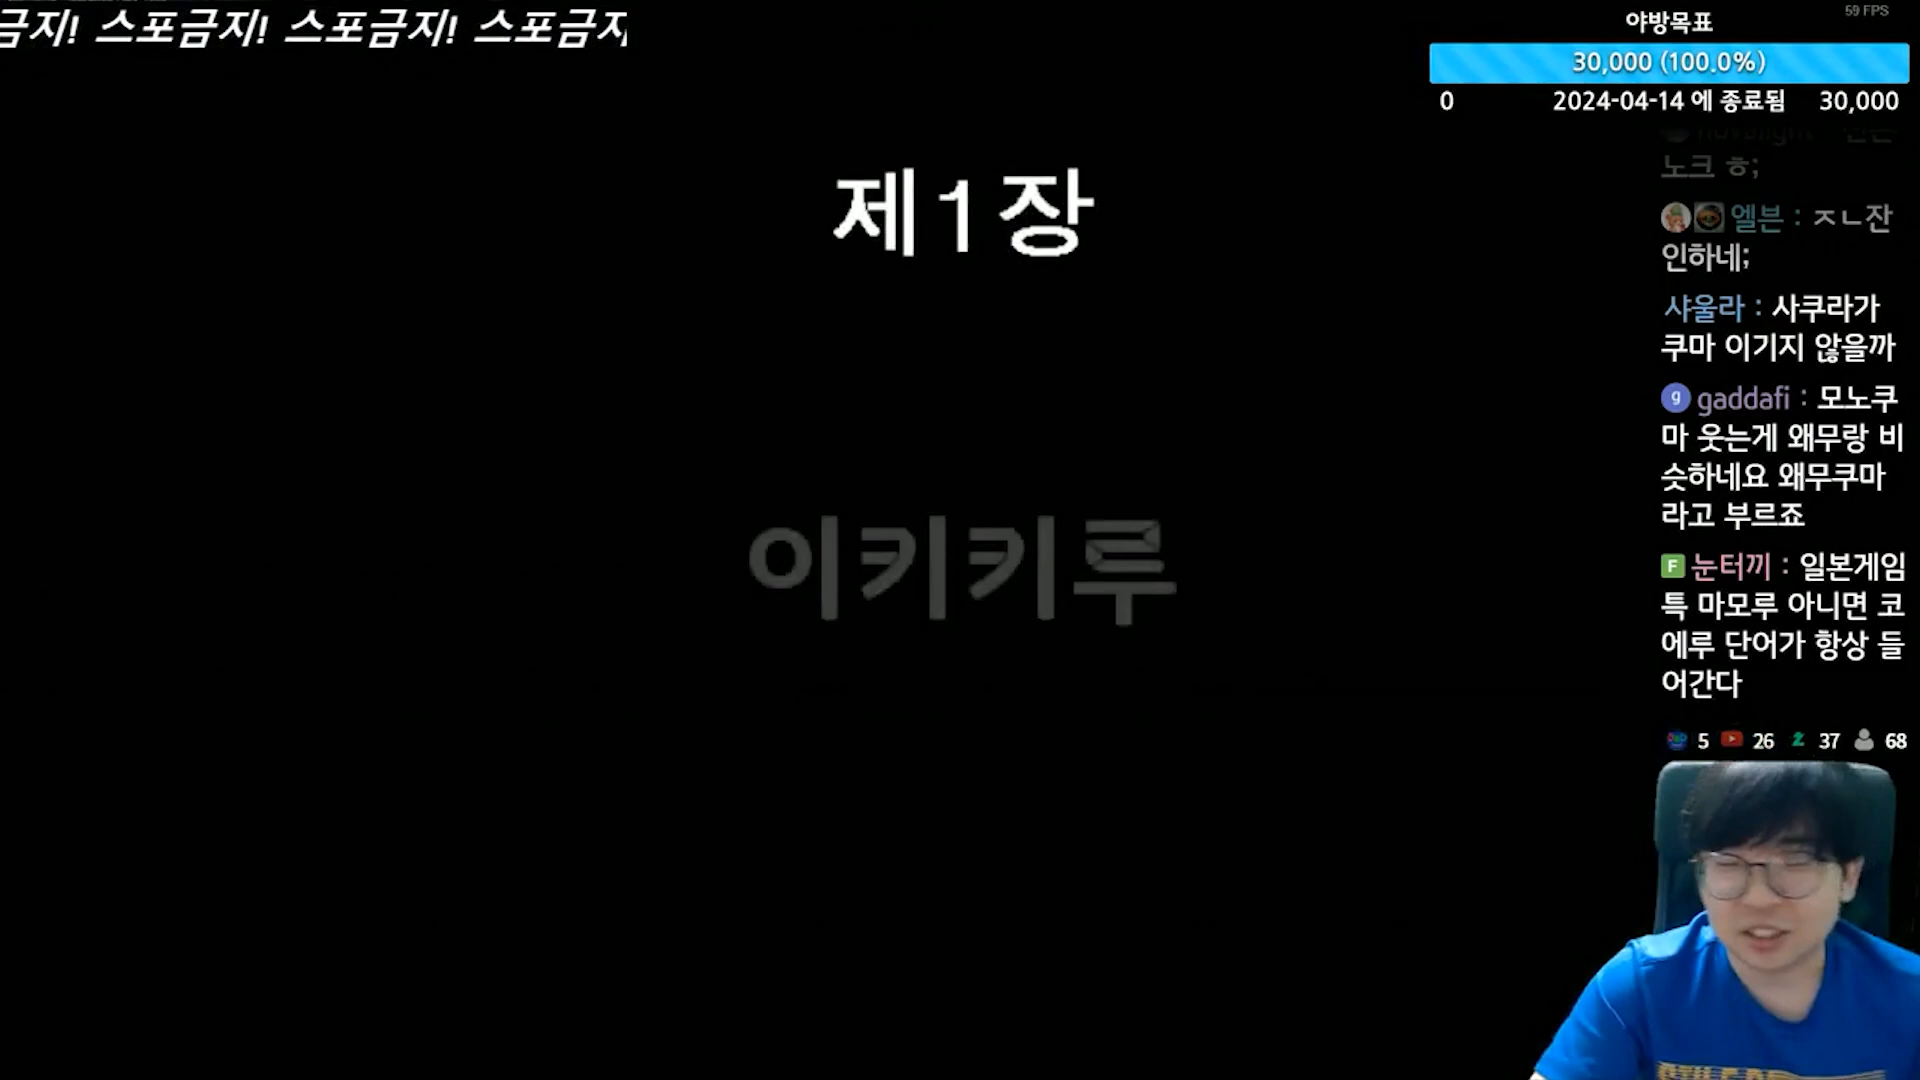 금지! 스포금지! 스포금지! 스포금지
59 FPS
야방목표
30,000 (100.0%)
0 2024-04-14 에 종료됨 30,000
제1장
이키키루
노크 ㅎ;
엘븐 : ㅈㄴ잔
인하네;
샤울라 : 사쿠라가
쿠마 이기지 않을까
g gaddafi : 모노쿠
마 웃는게 왜무랑 비
슷하네요 왜무쿠마
라고 부르죠
F 눈터끼 : 일본게임
특 마모루 아니면 코
에루 단어가 항상 들
어간다
5 26 37 68